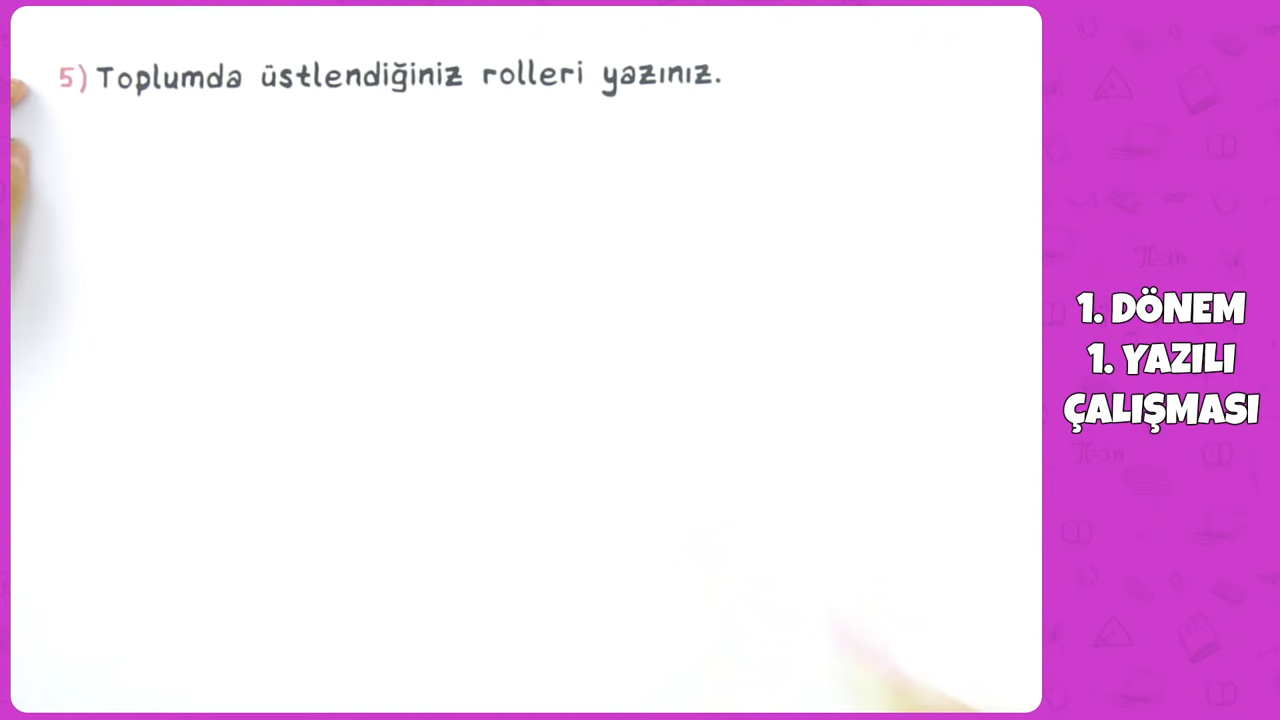 5) Toplumda üstlendiğiniz rolleri yazınız.
1. DÖNEM
1. YAZILI
ÇALIŞMASI